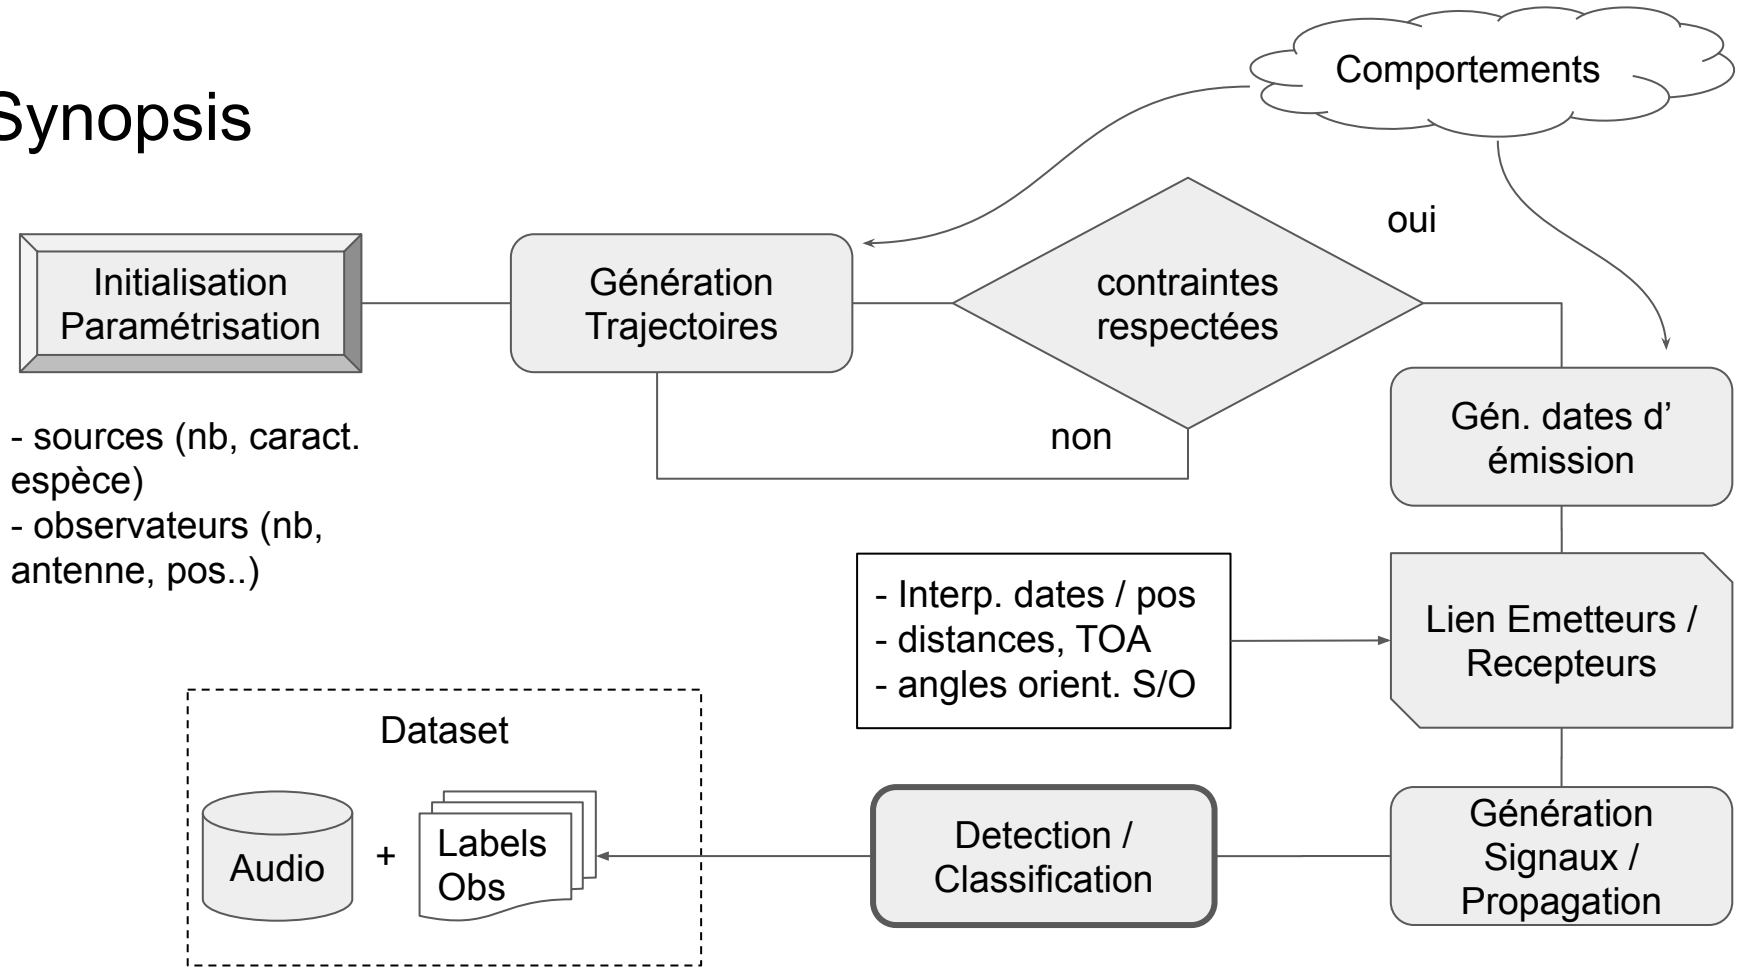 Synopsis
Comportements
oui
Initialisation
Paramétrisation
Génération
Trajectoires
contraintes
respectées
non
- sources (nb, caract.
espèce)
- observateurs (nb,
antenne, pos..)
Gén. dates d’
émission
- Interp. dates / pos
- distances, TOA
- angles orient. S/O
Lien Emetteurs /
Recepteurs
Génération
Signaux /
Propagation
Detection /
Classification
Dataset
Audio
+
Labels
Obs